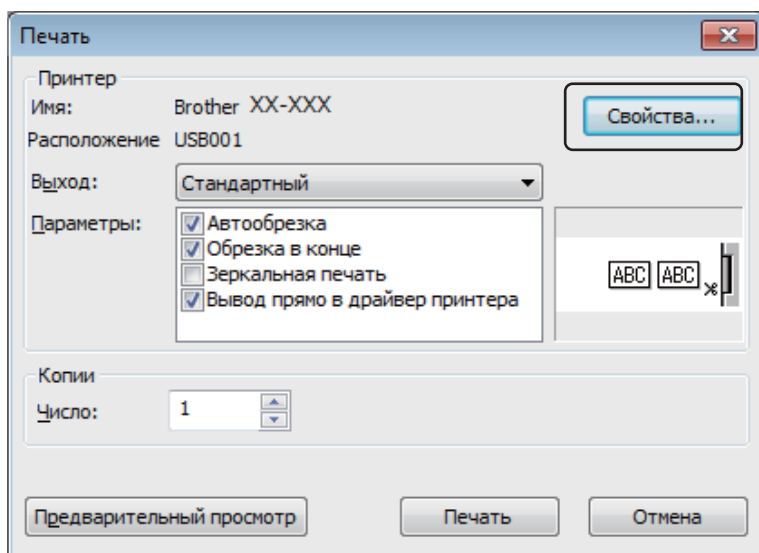 Печать
Принтер
Имя: Brother XX-XXX
Свойства...
Расположение USB001
Выход: Стандартный
Параметры: Автообрезка
Обрезка в конце
Зеркальная печать
Вывод прямо в драйвер принтера
ABC ABC
Копии
Число: 1
Предварительный просмотр Печать Отмена